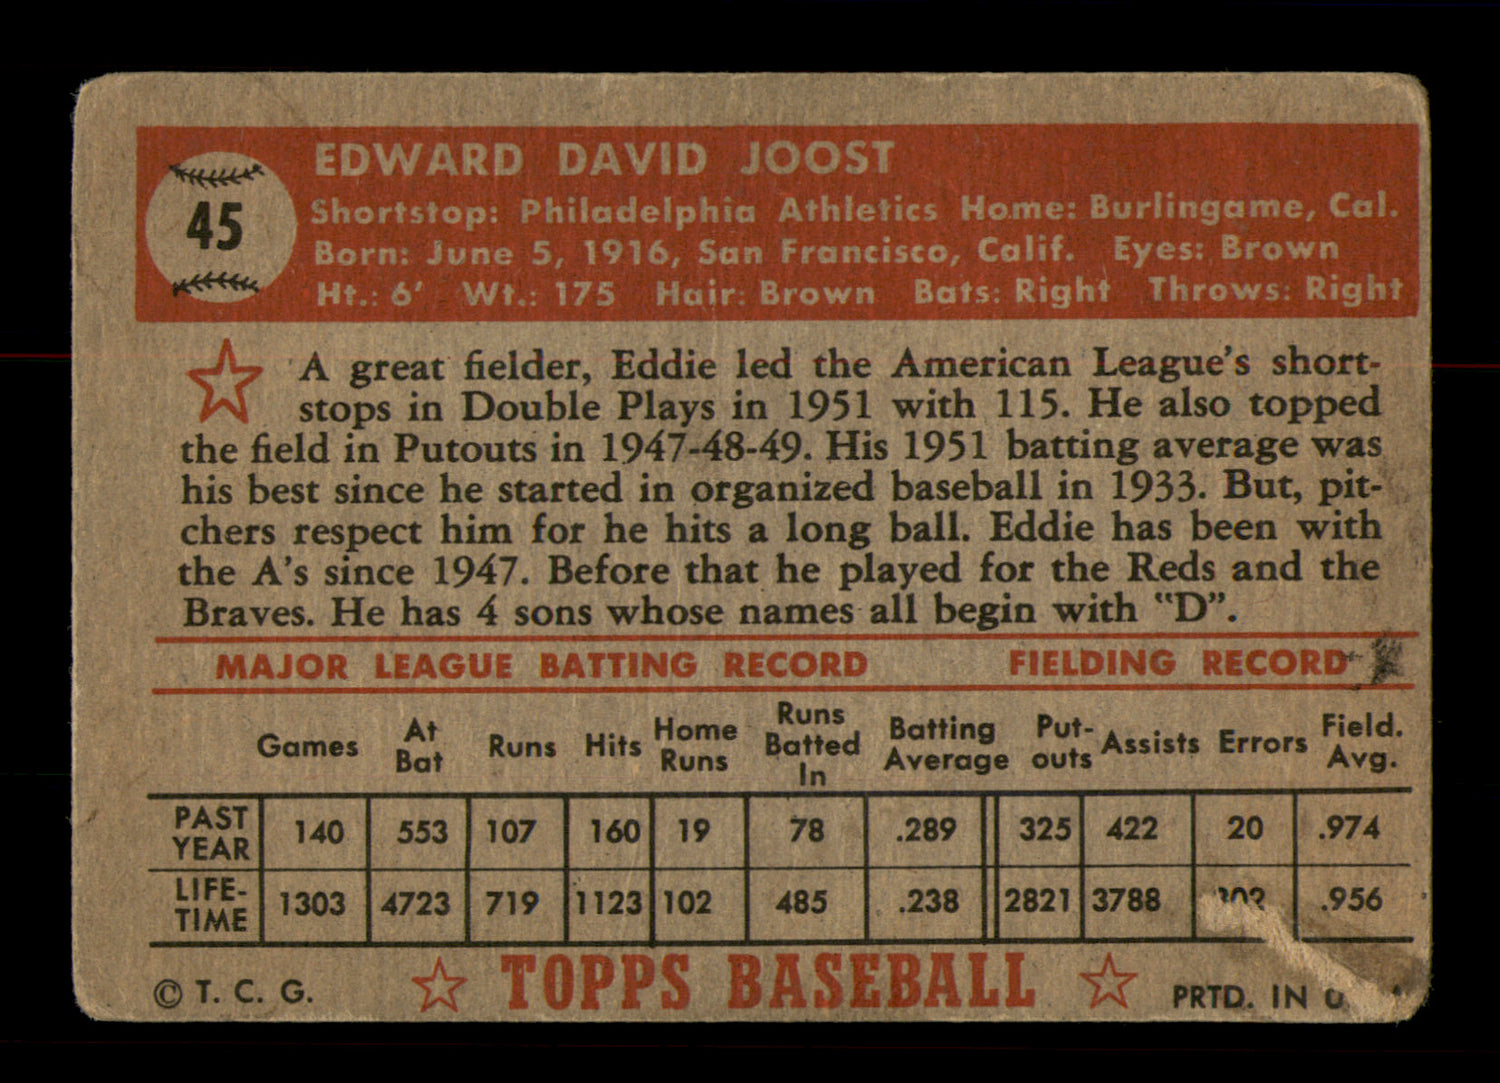 45
EDWARD DAVID JOOST
Shortstop: Philadelphia Athletics Home: Burlingame, Cal.
Born: June 5, 1916, San Francisco, Calif. Eyes: Brown
Ht.: 6' Wt.: 175 Hair: Brown Bats: Right Throws: Right
A great fielder, Eddie led the American League's short-
stops in Double Plays in 1951 with 115. He also topped
the field in Putouts in 1947-48-49. His 1951 batting average was
his best since he started in organized baseball in 1933. But, pit-
chers respect him for he hits a long ball. Eddie has been with
the A's since 1947. Before that he played for the Reds and the
Braves. He has 4 sons whose names all begin with "D".
MAJOR LEAGUE BATTING RECORD FIELDING RECORD
Games At Bat Runs Hits Home Runs Runs Batted In Batting Average Put-outs Assists Errors Field. Avg.
PAST YEAR 140 553 107 160 19 78 .289 325 422 20 .974
LIFE-TIME 1303 4723 719 1123 102 485 .238 2821 3788 .956
© T. C. G. TOPPS BASEBALL PRTD. IN